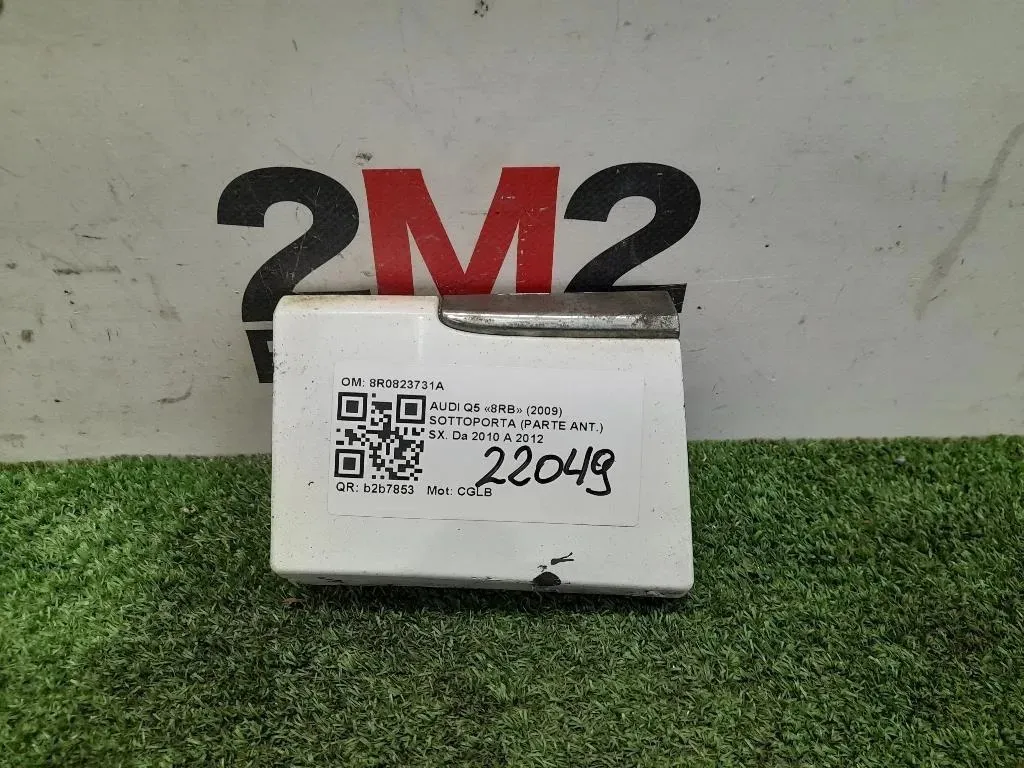 2M2
OM: 8R0823731A
AUDI Q5 «8RB» (2009)
SOTTOPORTA (PARTE ANT.)
SX. Da 2010 A 2012
22049
QR: b2b7853 Mot: CGLB